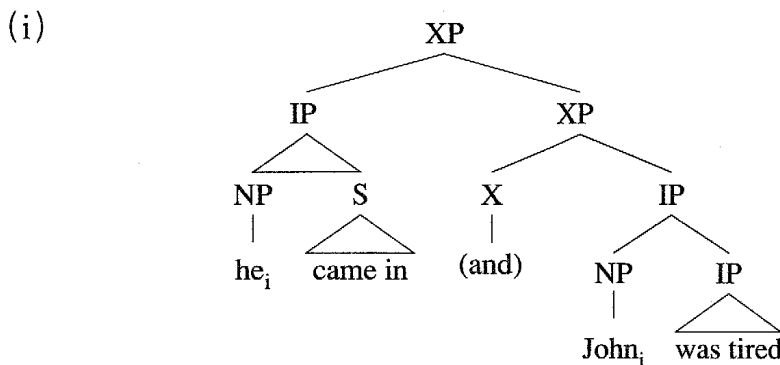 (i)
XP
IP XP
NP S X IP
he_i came in (and) NP IP
John_i was tired